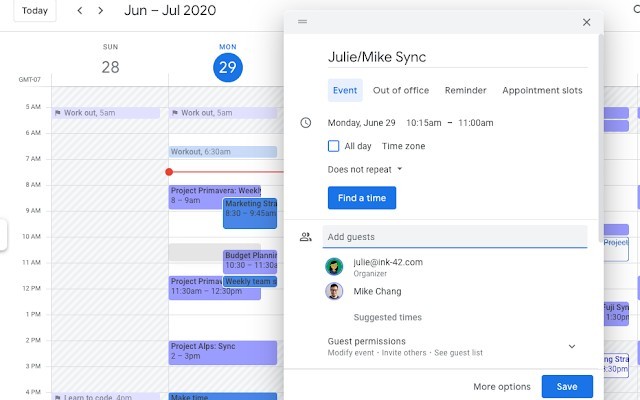 Today
Jun – Jul 2020
SUN
28
MON
29
GMT-07
5 AM
6 AM
7 AM
8 AM
9 AM
10 AM
11 AM
12 PM
1 PM
2 PM
3 PM
4 PM
Work out, 5am
Work out, 5am
Workout, 6:30am
Project Primavera: Weekly
8 – 9am
Marketing Stra
8:30 – 9:45am
Budget Plannin
10:30 – 11:30a
Project Prima
11:30am – 12:30pm
Weekly team s
Project Alps: Sync
2 – 3pm
Learn to code, 4pm
Make time
Julie/Mike Sync
Event
Out of office
Reminder
Appointment slots
Monday, June 29 10:15am – 11:00am
All day Time zone
Does not repeat
Find a time
Add guests
julie@ink-42.com
Organizer
Mike Chang
Suggested times
Guest permissions
Modify event · Invite others · See guest list
More options
Save
Project
Fuji Syn
1:30pm
ng Stra
3:30pm